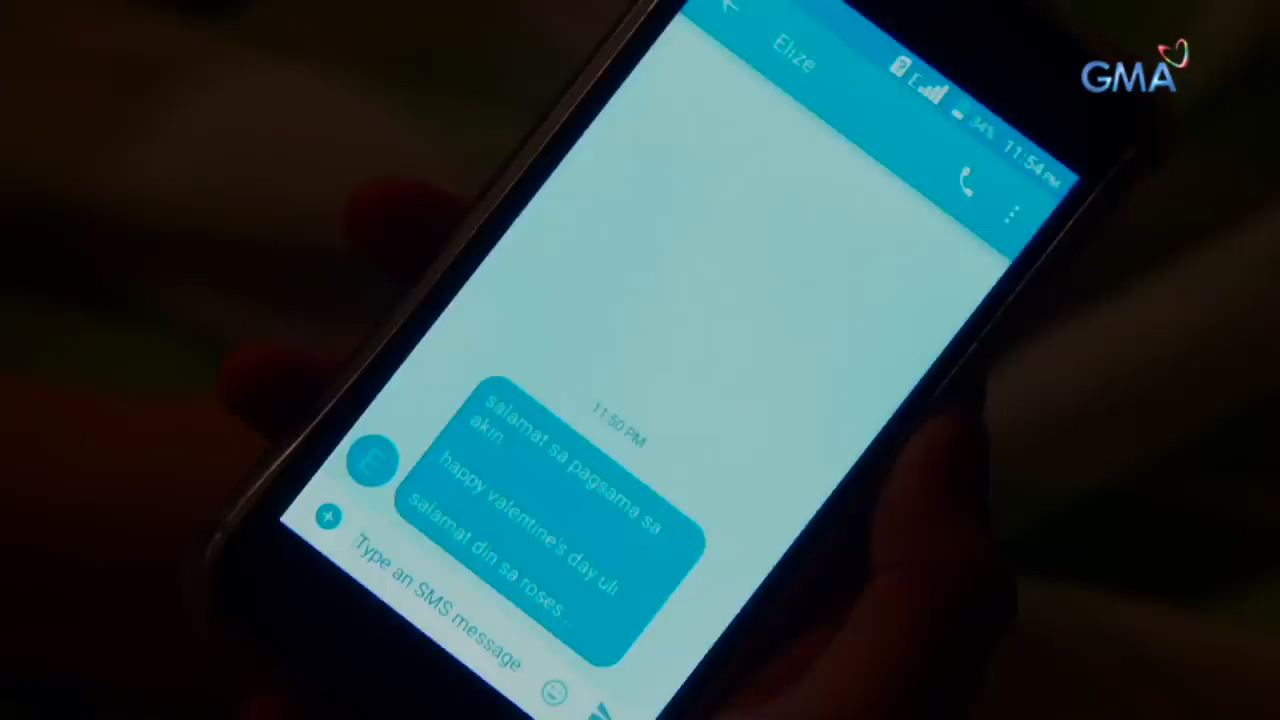 GMA
34% 11:54 PM
Elize
11:50 PM
salamat sa pagsama sa
akin
happy valentine's day uli
salamat din sa roses...
E
Type an SMS message